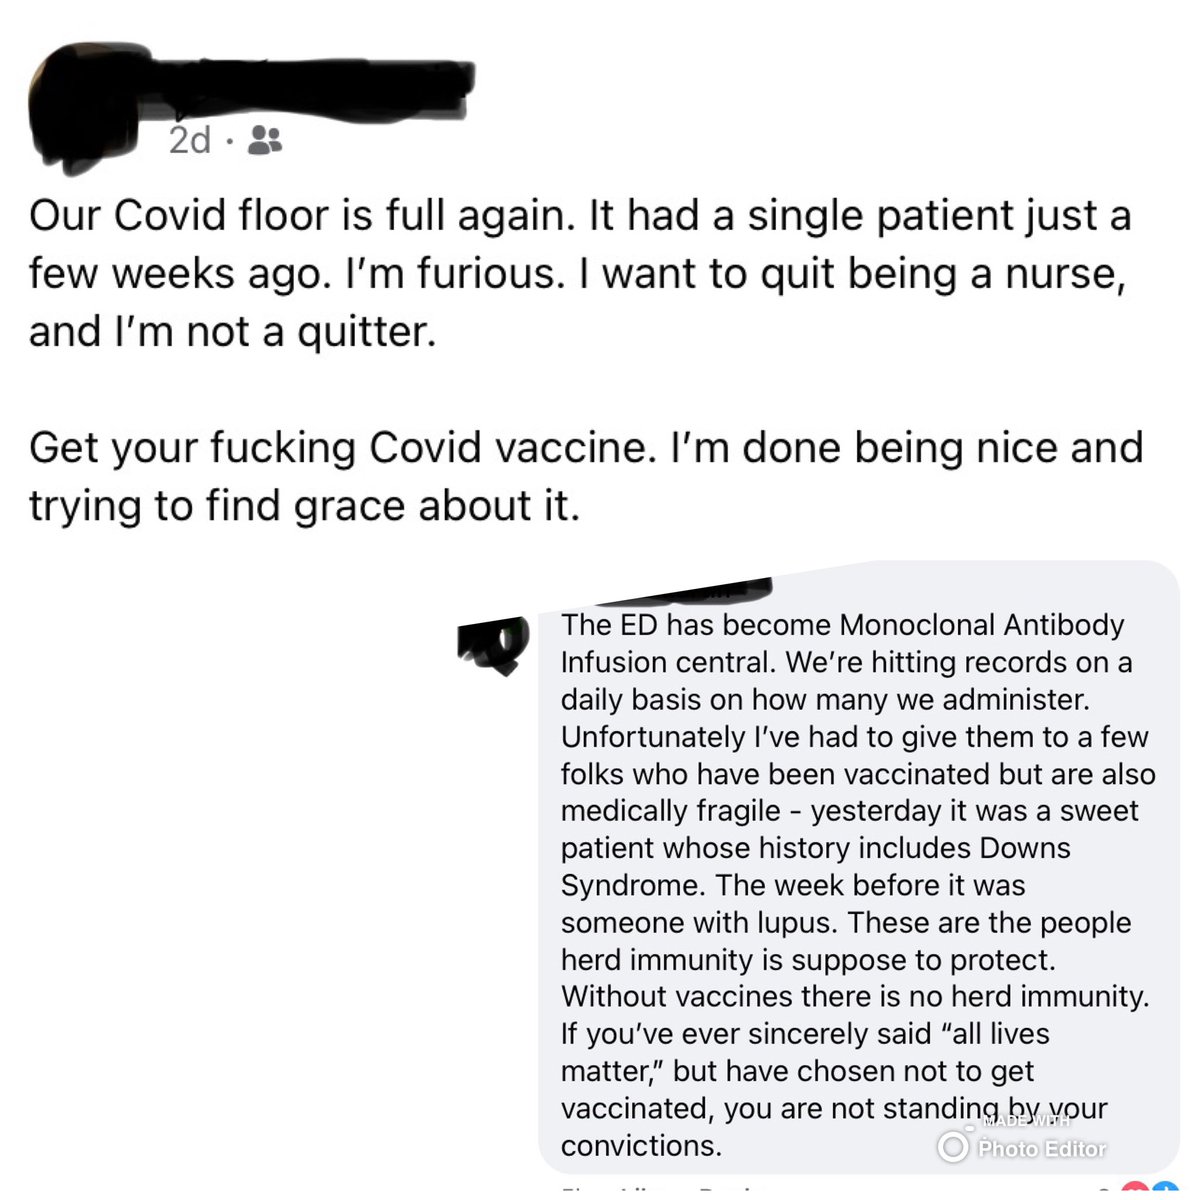 2d ·
Our Covid floor is full again. It had a single patient just a
few weeks ago. I’m furious. I want to quit being a nurse,
and I’m not a quitter.
Get your fucking Covid vaccine. I’m done being nice and
trying to find grace about it.
The ED has become Monoclonal Antibody
Infusion central. We’re hitting records on a
daily basis on how many we administer.
Unfortunately I’ve had to give them to a few
folks who have been vaccinated but are also
medically fragile - yesterday it was a sweet
patient whose history includes Downs
Syndrome. The week before it was
someone with lupus. These are the people
herd immunity is suppose to protect.
Without vaccines there is no herd immunity.
If you’ve ever sincerely said “all lives
matter,” but have chosen not to get
vaccinated, you are not standing by your
convictions.
MADE WITH
Photo Editor